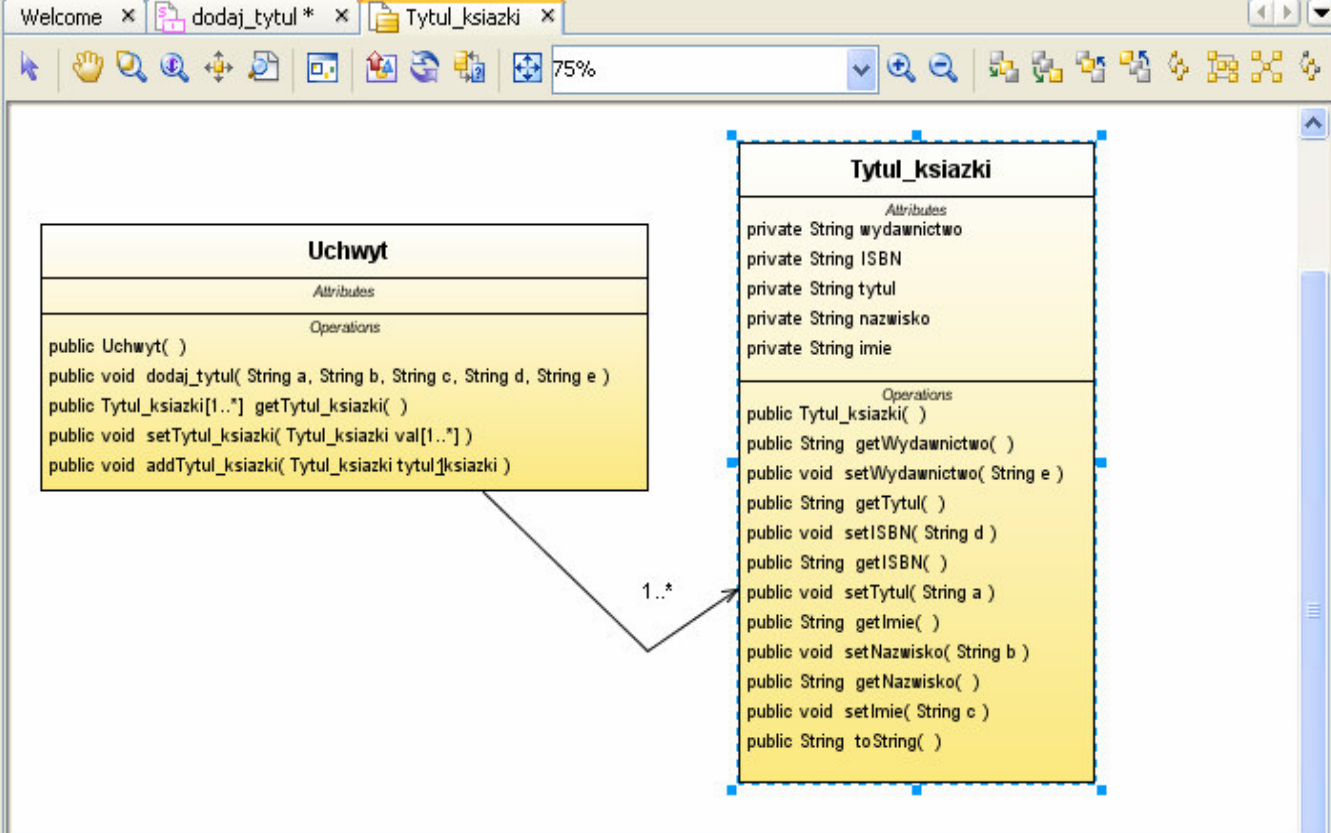 Welcome × dodaj_tytul * × Tytul_ksiazki ×
75%
Uchwyt
Attributes
Operations
public Uchwyt( )
public void dodaj_tytul( String a, String b, String c, String d, String e )
public Tytul_ksiazki[1..*] getTytul_ksiazki( )
public void setTytul_ksiazki( Tytul_ksiazki val[1..*] )
public void addTytul_ksiazki( Tytul_ksiazki tytul_ksiazki )
1
1..*
Tytul_ksiazki
Attributes
private String wydawnictwo
private String ISBN
private String tytul
private String nazwisko
private String imie
Operations
public Tytul_ksiazki( )
public String getWydawnictwo( )
public void setWydawnictwo( String e )
public String getTytul( )
public void setISBN( String d )
public String getISBN( )
public void setTytul( String a )
public String getImie( )
public void setNazwisko( String b )
public String getNazwisko( )
public void setImie( String c )
public String toString( )